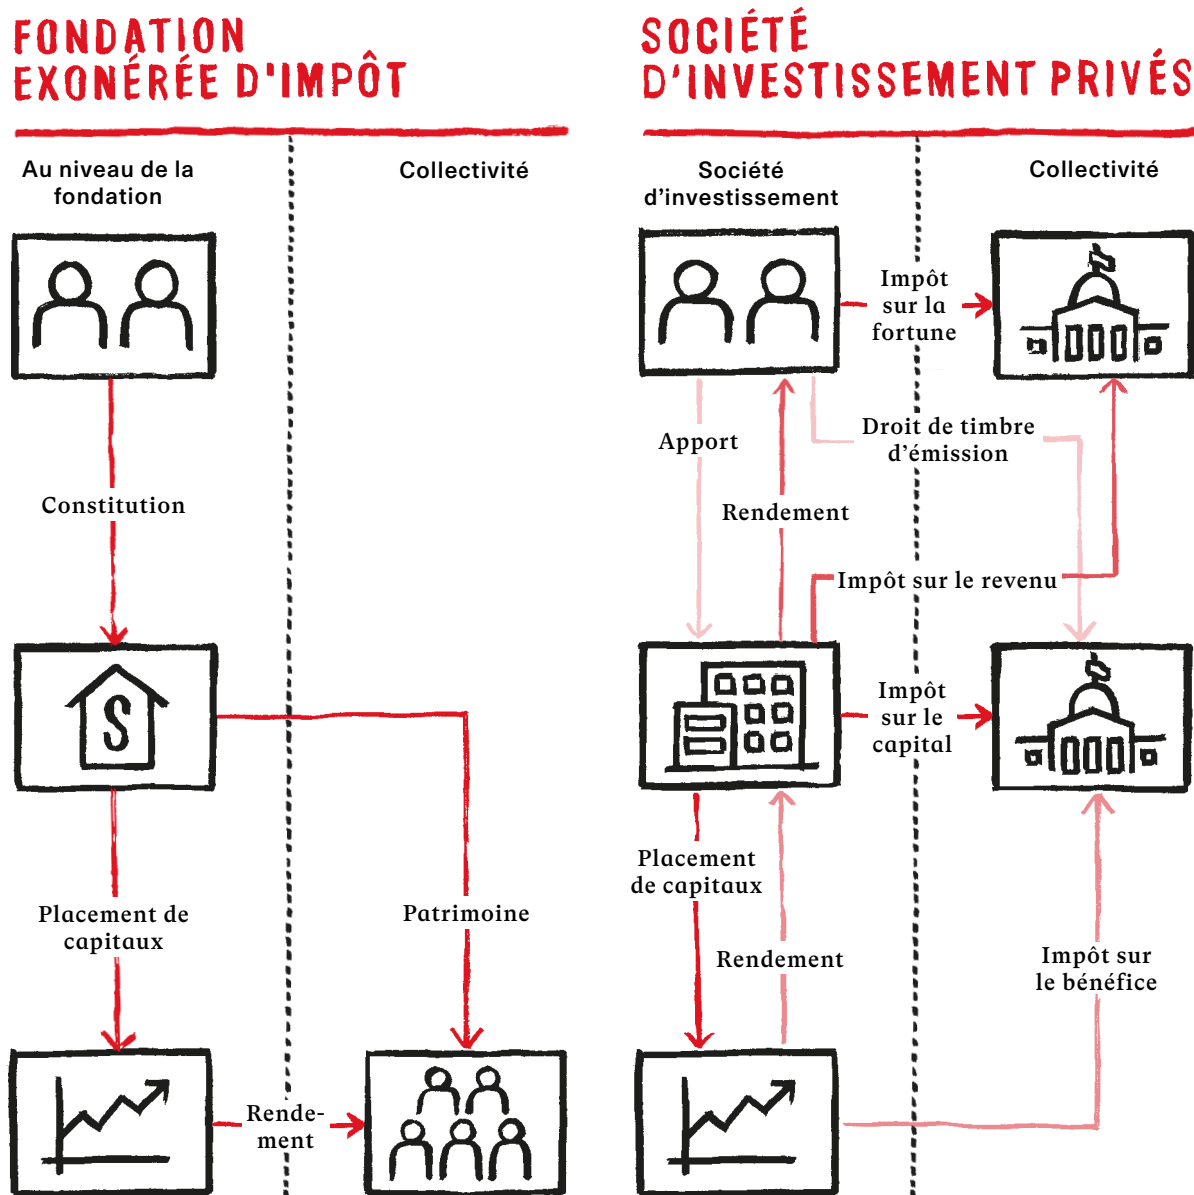 FONDATION
EXONÉRÉE D'IMPÔT
Au niveau de la
fondation
Collectivité
Constitution
S
Placement de
capitaux
Patrimoine
Rende-
ment
SOCIÉTÉ
D'INVESTISSEMENT PRIVÉS
Société
d'investissement
Collectivité
Impôt
sur la
fortune
Apport
Droit de timbre
d'émission
Rendement
Impôt sur le revenu
Impôt
sur le
capital
Placement
de capitaux
Rendement
Impôt sur
le bénéfice